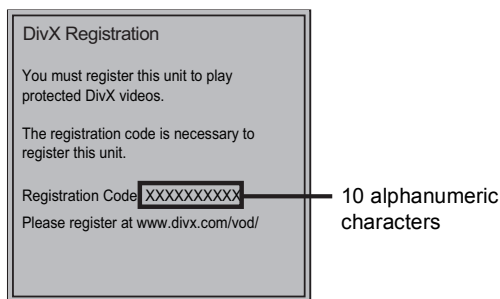 DivX Registration
You must register this unit to play
protected DivX videos.
The registration code is necessary to
register this unit.
Registration Code XXXXXXXXXX
Please register at www.divx.com/vod/
10 alphanumeric
characters